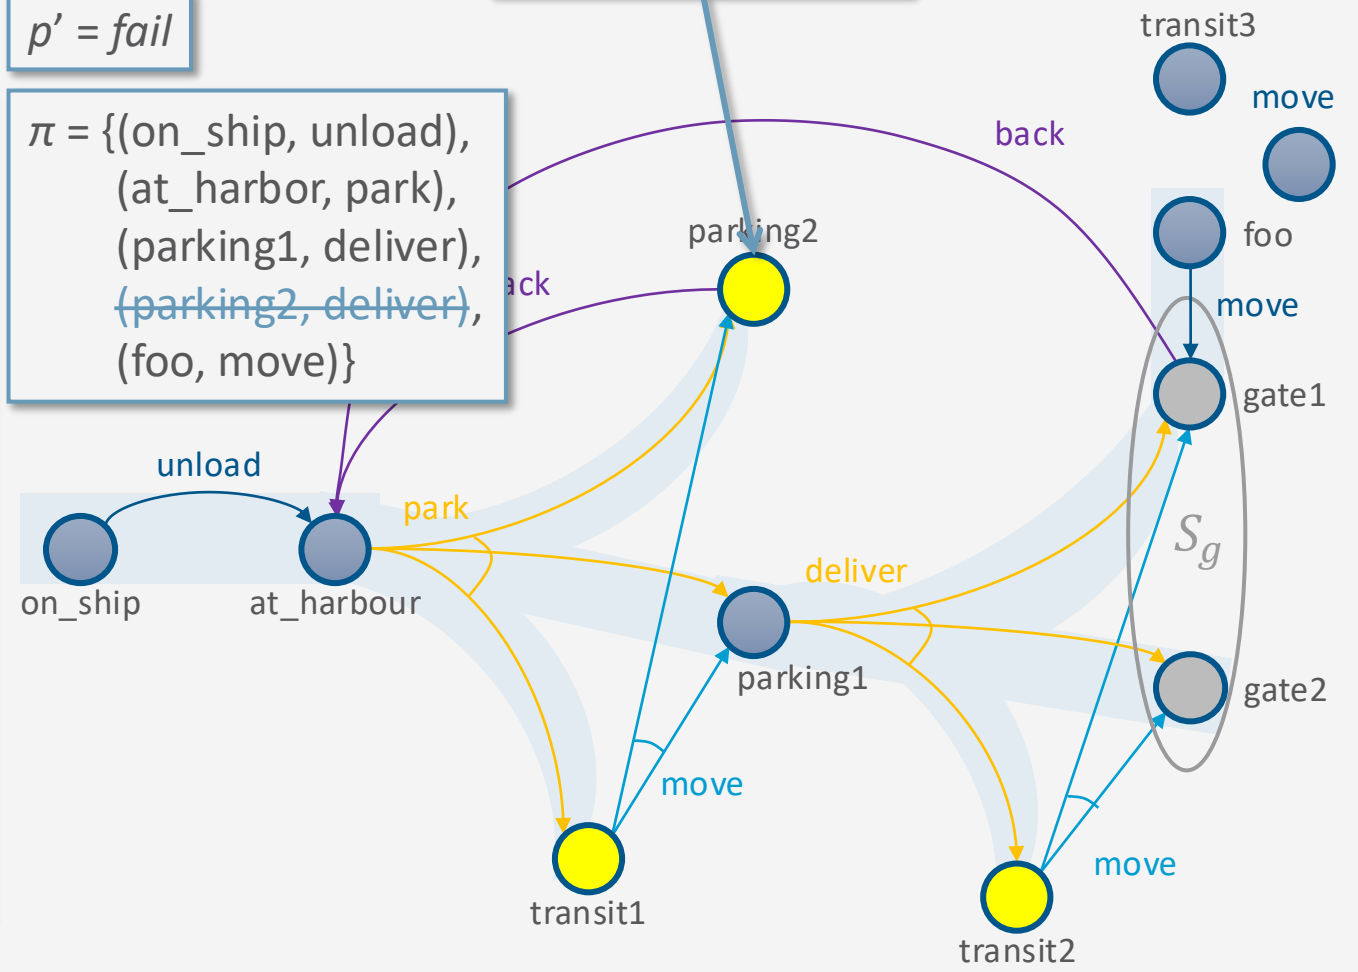 p’ = fail
π = {(on_ship, unload),
(at_harbor, park),
(parking1, deliver),
(parking2, deliver),
(foo, move)}
transit3
move
back
foo
parking2
ack
move
gate1
unload
park
S_g
deliver
on_ship
at_harbour
parking1
gate2
move
move
transit1
transit2